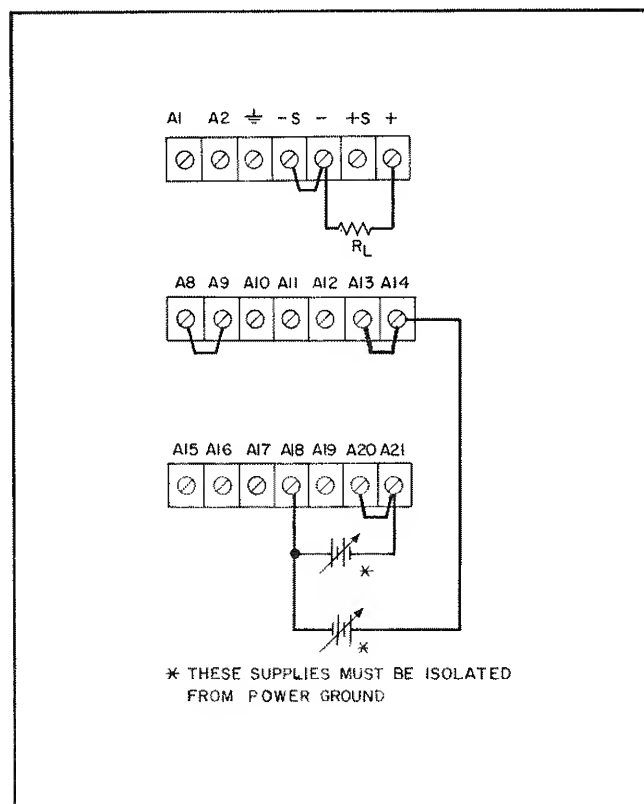 A1 A2 ⏚ -S - +S +
R_L
A8 A9 A10 A11 A12 A13 A14
A15 A16 A17 A18 A19 A20 A21
*
*
* THESE SUPPLIES MUST BE ISOLATED
FROM POWER GROUND